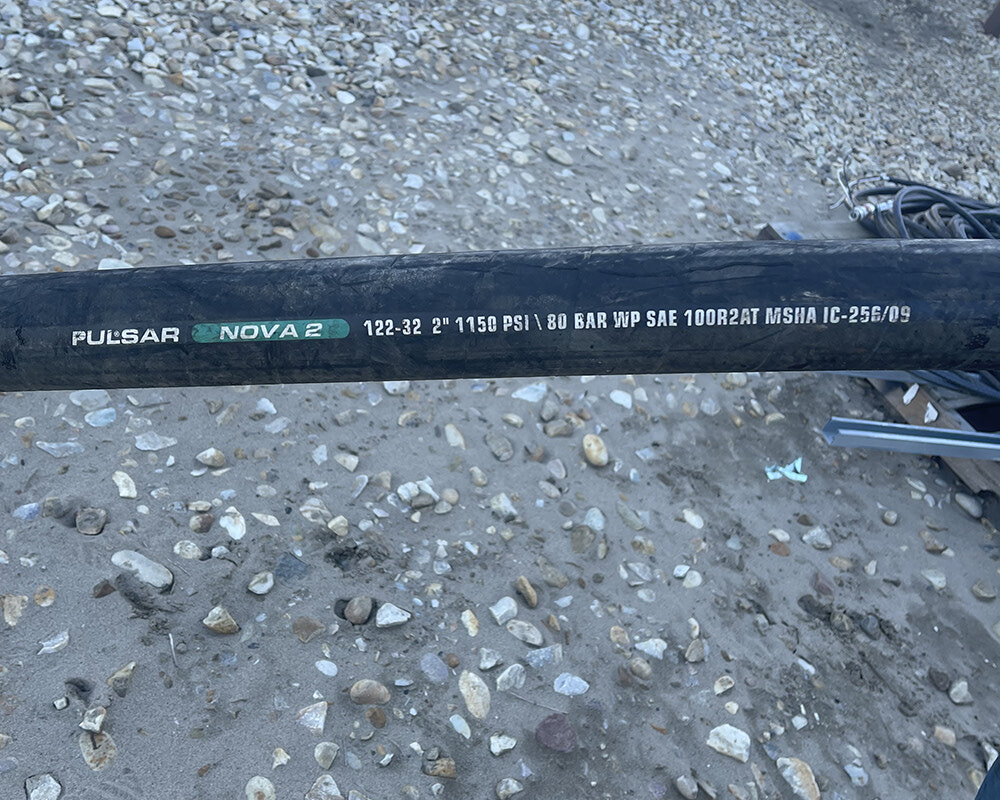 PULSAR NOVA 2 122-32 2" 1150 PSI \ 80 BAR WP SAE 100R2AT MSHA IC-256/09